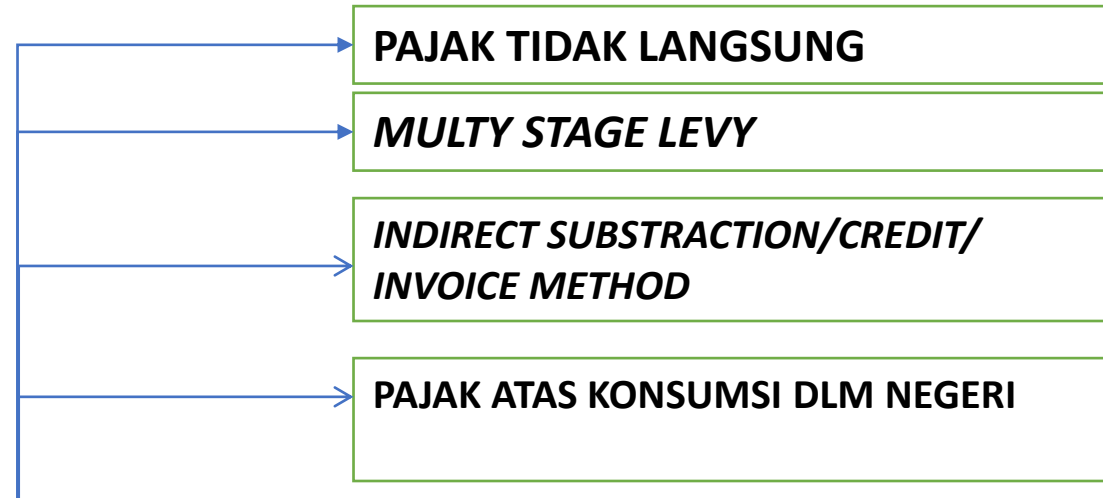 PAJAK TIDAK LANGSUNG
MULTY STAGE LEVY
INDIRECT SUBSTRACTION/CREDIT/
INVOICE METHOD
PAJAK ATAS KONSUMSI DLM NEGERI